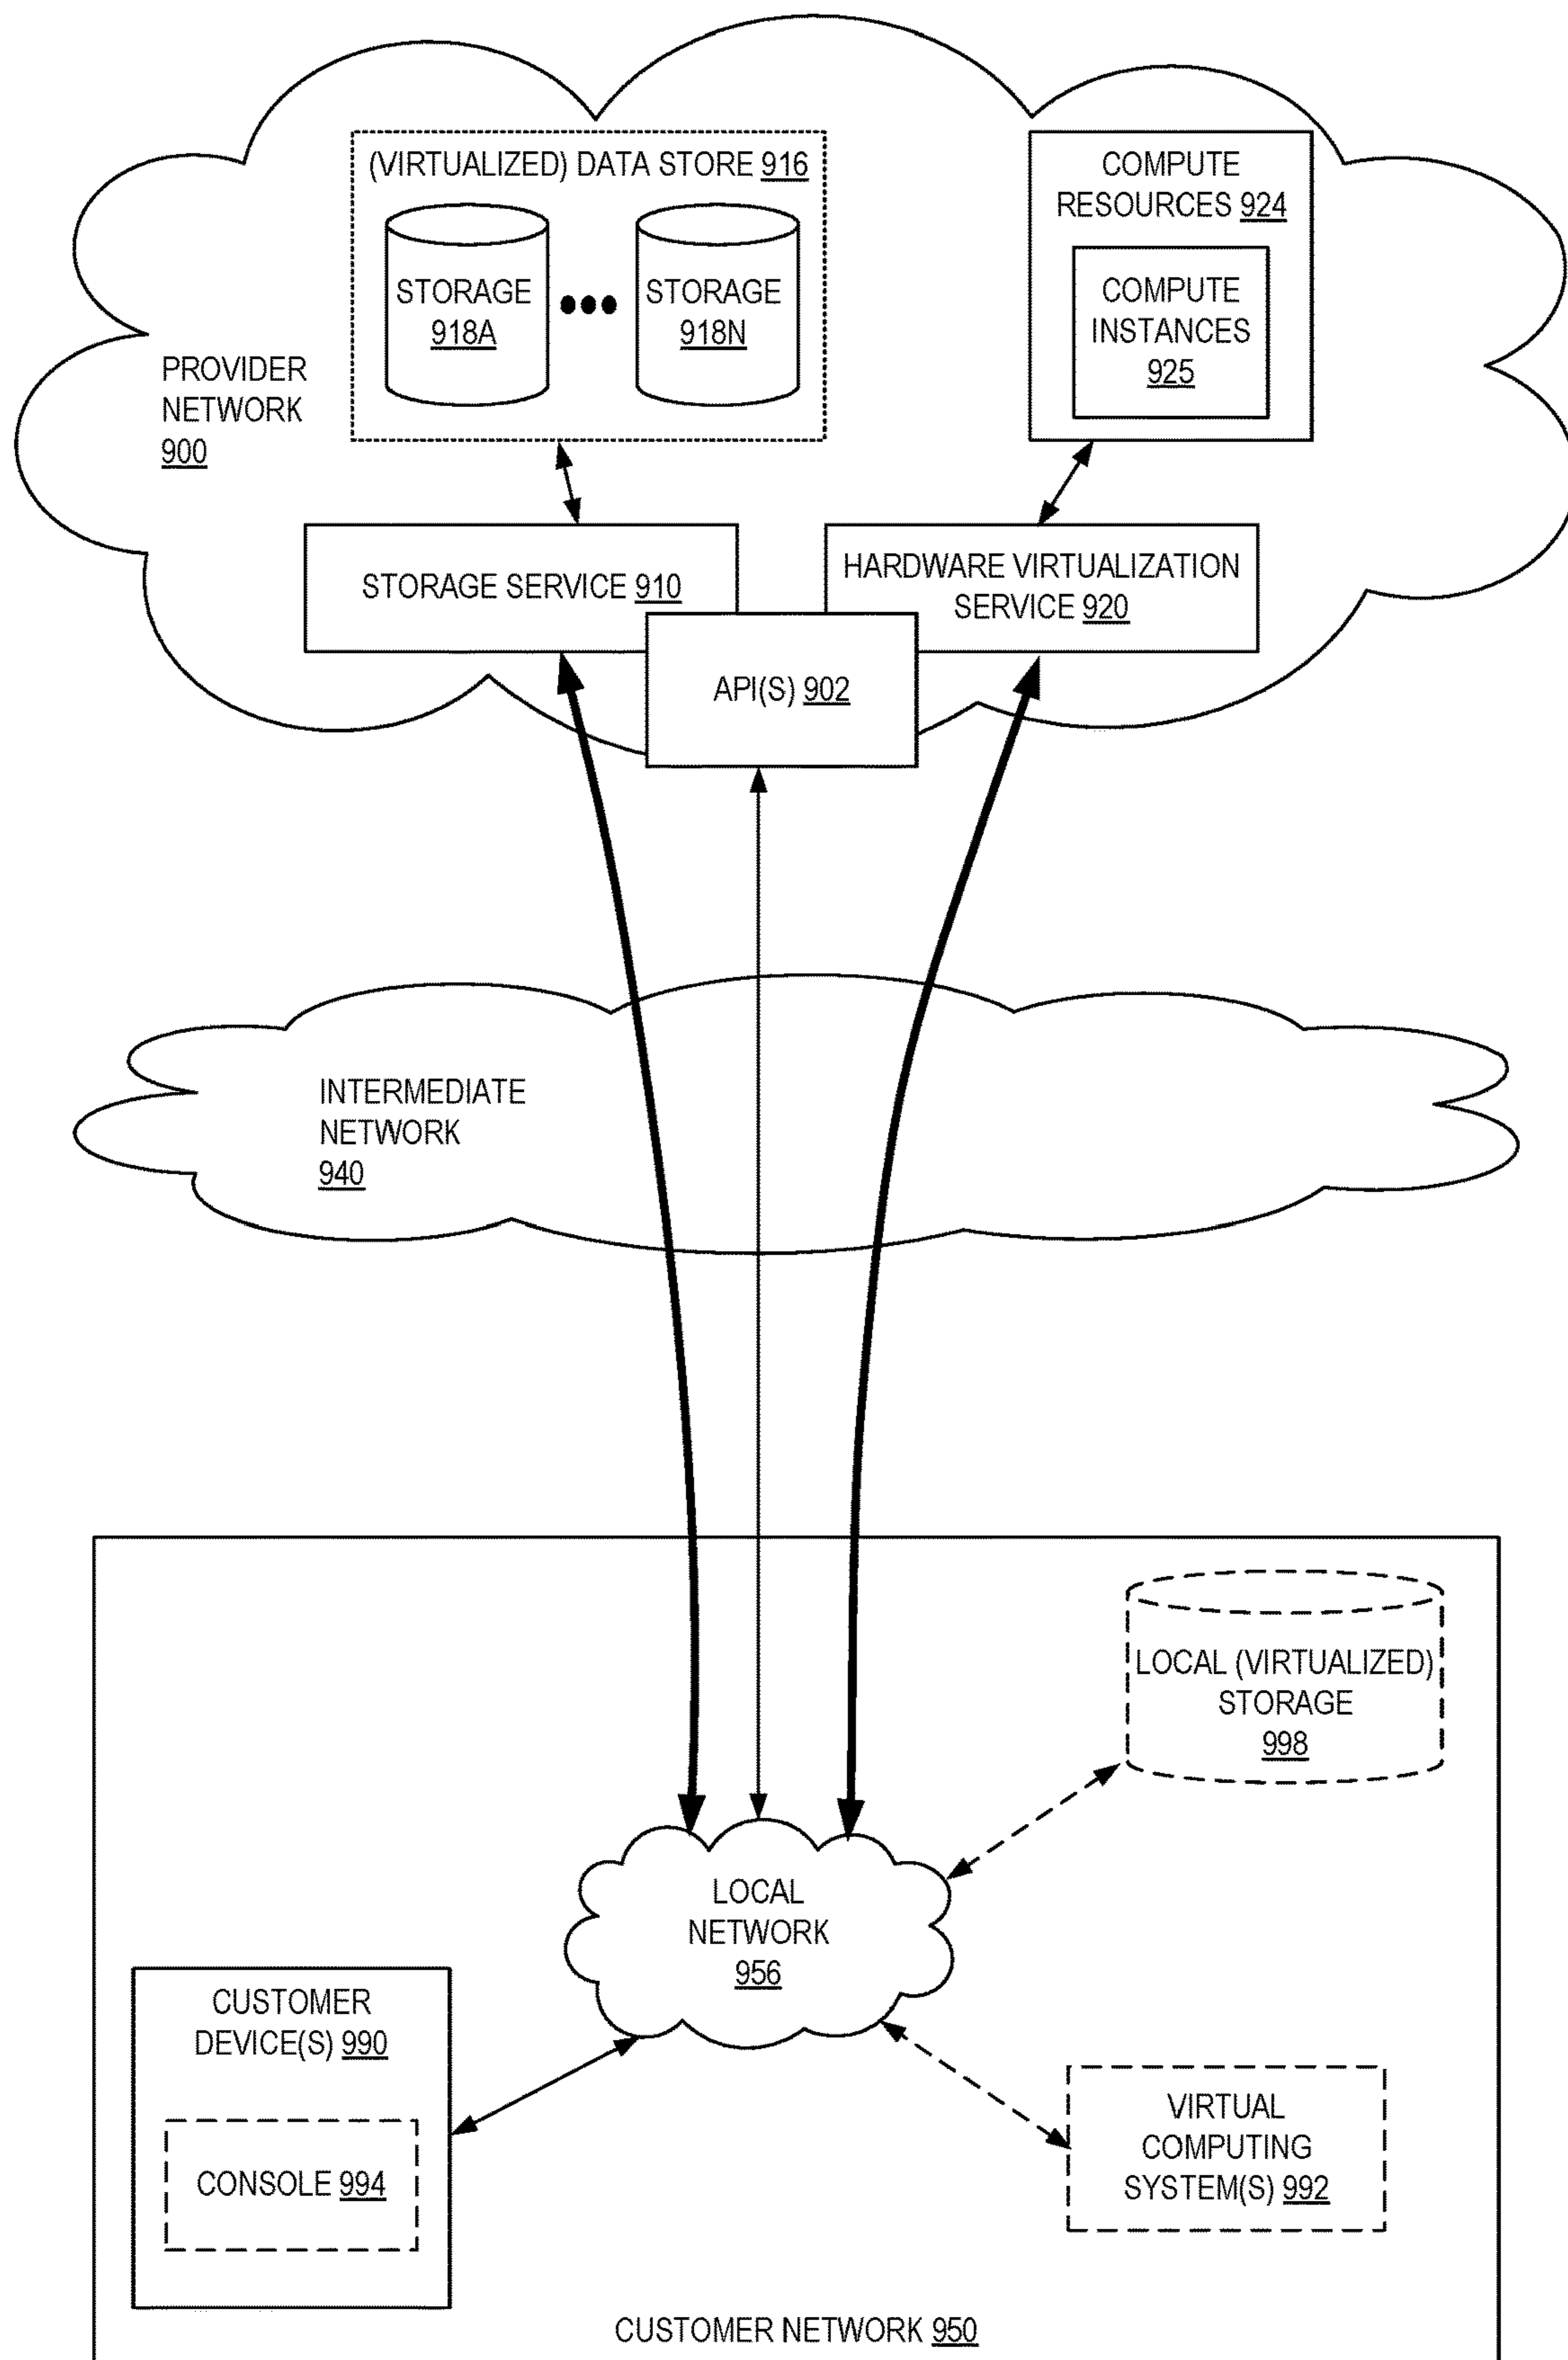 (VIRTUALIZED) DATA STORE 916
STORAGE
918A
STORAGE
918N
COMPUTE
RESOURCES 924
COMPUTE
INSTANCES
925
PROVIDER
NETWORK
900
STORAGE SERVICE 910
HARDWARE VIRTUALIZATION
SERVICE 920
API(S) 902
INTERMEDIATE
NETWORK
940
LOCAL (VIRTUALIZED)
STORAGE
998
LOCAL
NETWORK
956
CUSTOMER
DEVICE(S) 990
CONSOLE 994
VIRTUAL
COMPUTING
SYSTEM(S) 992
CUSTOMER NETWORK 950